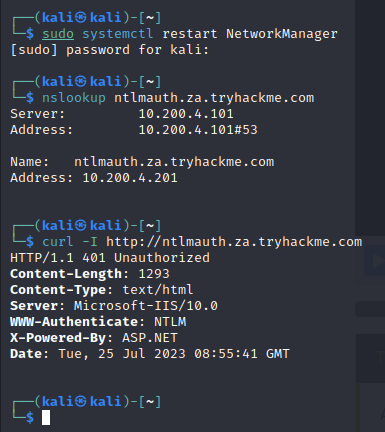 ┌──(kali㉿kali)-[~]
└─$ sudo systemctl restart NetworkManager
[sudo] password for kali:
┌──(kali㉿kali)-[~]
└─$ nslookup ntlmauth.za.tryhackme.com
Server:         10.200.4.101
Address:        10.200.4.101#53
Name:   ntlmauth.za.tryhackme.com
Address: 10.200.4.201
┌──(kali㉿kali)-[~]
└─$ curl -I http://ntlmauth.za.tryhackme.com
HTTP/1.1 401 Unauthorized
Content-Length: 1293
Content-Type: text/html
Server: Microsoft-IIS/10.0
WWW-Authenticate: NTLM
X-Powered-By: ASP.NET
Date: Tue, 25 Jul 2023 08:55:41 GMT
┌──(kali㉿kali)-[~]
└─$